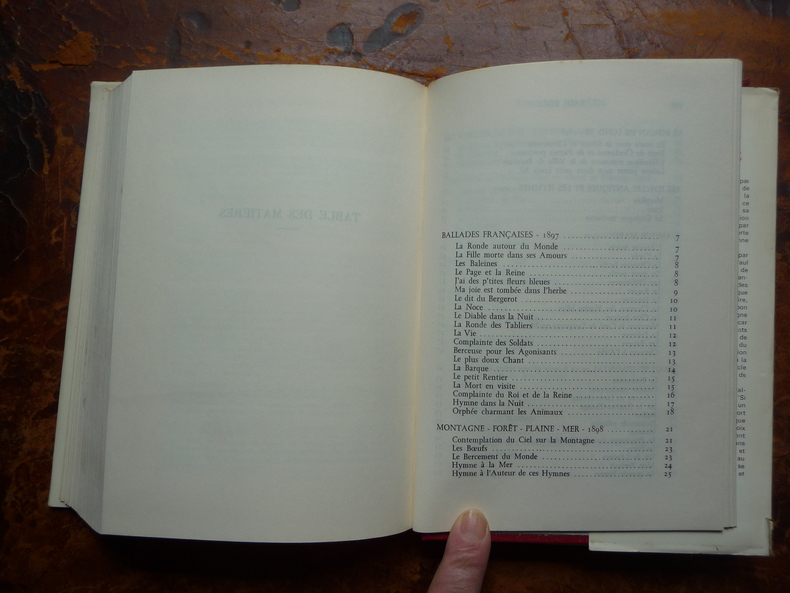 TABLE DES MATIÈRES
BALLADES FRANÇAISES - 1897 7
La Ronde autour du Monde 7
La Fille morte dans ses Amours 7
Les Baleines 8
Le Page et la Reine 8
J'ai des p'tites fleurs bleues 8
Ma joie est tombée dans l'herbe 9
Le dit du Bergerot 10
La Noce 10
Le Diable dans la Nuit 11
La Ronde des Tabliers 11
La Vie 12
Complainte des Soldats 12
Berceuse pour les Agonisants 13
Le plus doux Chant 13
La Barque 14
Le petit Rentier 15
La Mort en visite 15
Complainte du Roi et de la Reine 16
Hymne dans la Nuit 17
Orphée charmant les Animaux 18
MONTAGNE - FORÊT - PLAINE - MER - 1898 21
Contemplation du Ciel sur la Montagne 21
Les Bœufs 23
Le Bercement du Monde 23
Hymne à la Mer 24
Hymne à l'Auteur de ces Hymnes 25